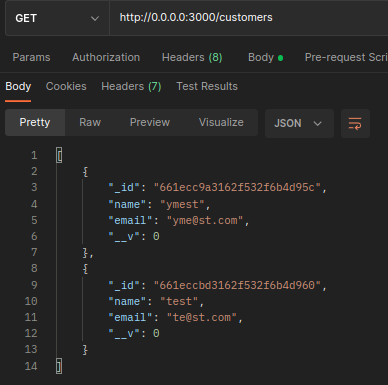 GET http://0.0.0.0:3000/customers
Params Authorization Headers (8) Body Pre-request Scri
Body Cookies Headers (7) Test Results
Pretty Raw Preview Visualize JSON
1 [
2 {
3 "_id": "661ecc9a3162f532f6b4d95c",
4 "name": "ymest",
5 "email": "yme@st.com",
6 "__v": 0
7 },
8 {
9 "_id": "661eccbd3162f532f6b4d960",
10 "name": "test",
11 "email": "te@st.com",
12 "__v": 0
13 }
14 ]